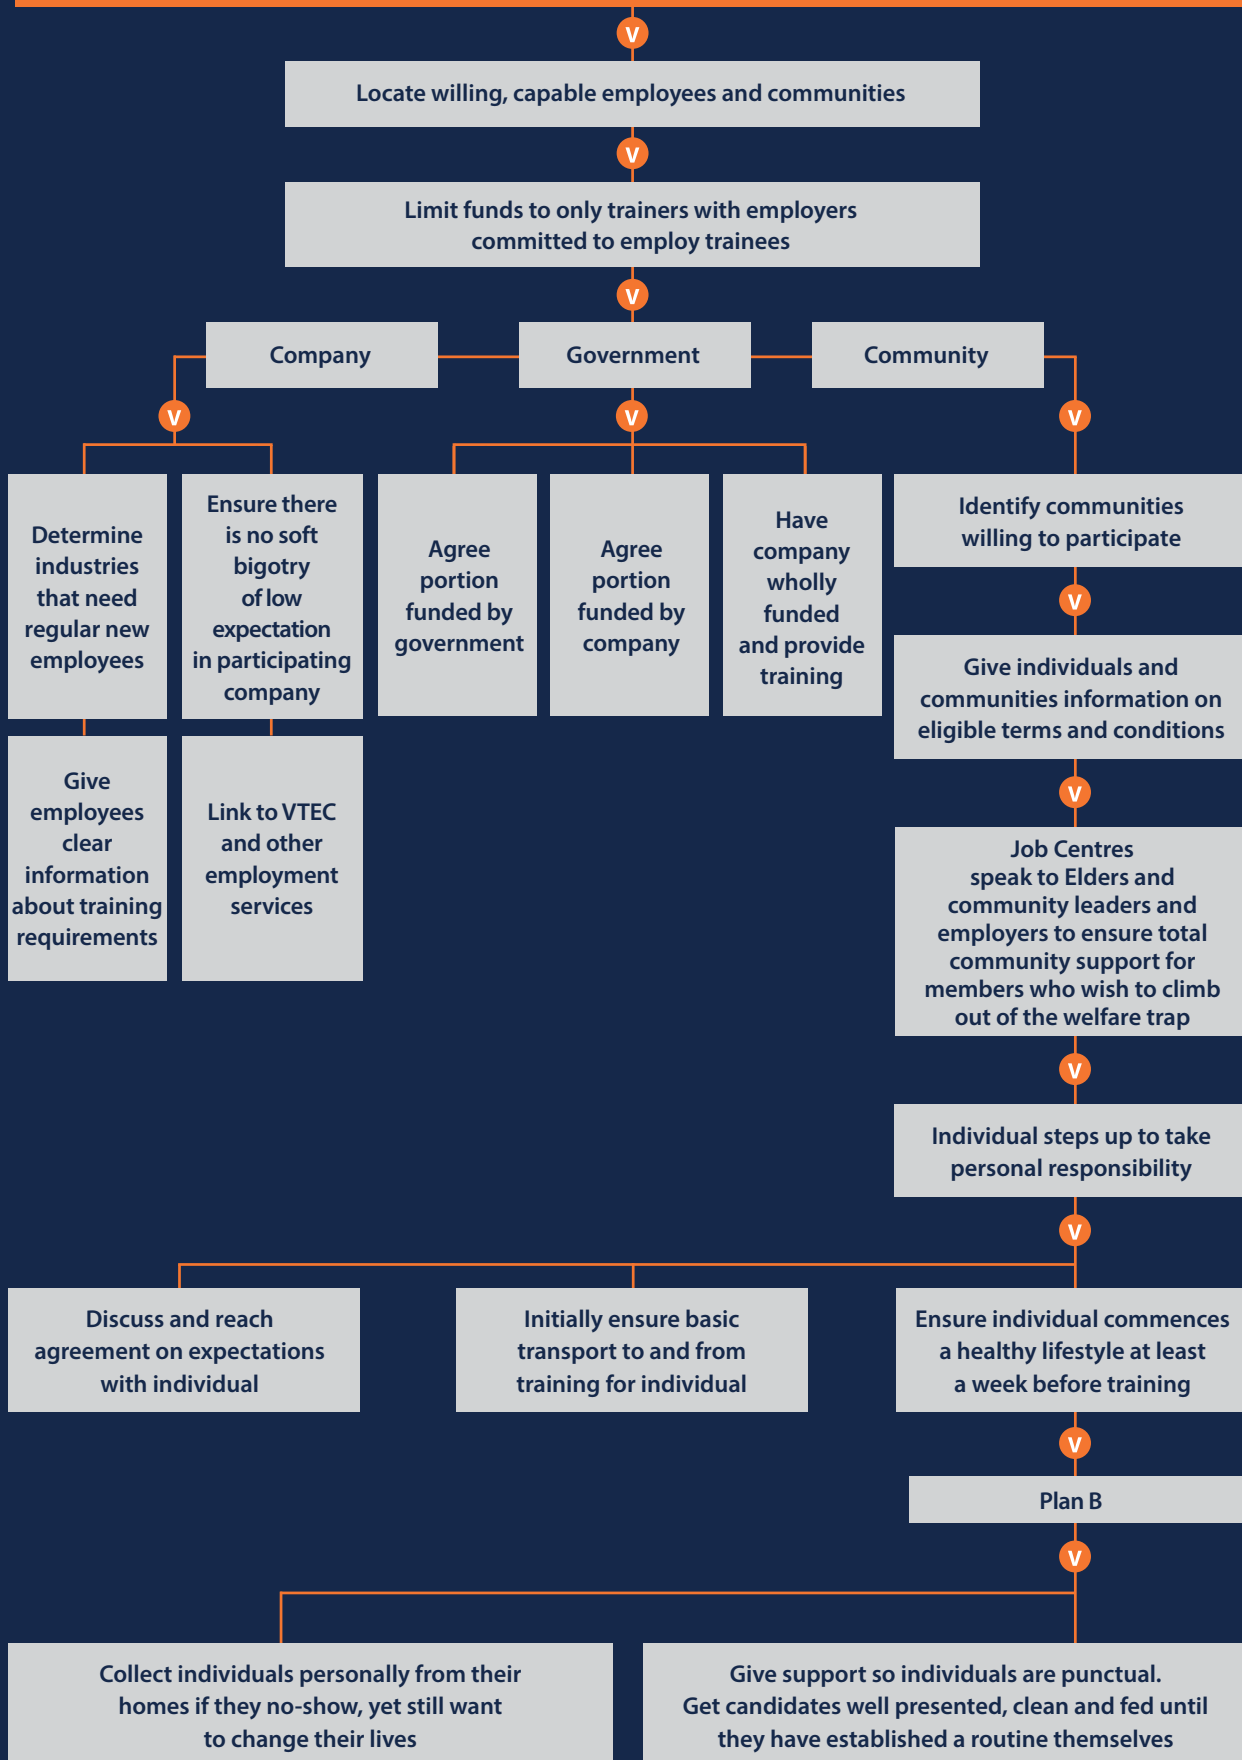 V
Locate willing, capable employees and communities
V
Limit funds to only trainers with employers
committed to employ trainees
V
Company
Government
Community
V
V
V
Determine
industries
that need
regular new
employees
Ensure there
is no soft
bigotry
of low
expectation
in participating
company
Agree
portion
funded by
government
Agree
portion
funded by
company
Have
company
wholly
funded
and provide
training
Identify communities
willing to participate
V
Give individuals and
communities information on
eligible terms and conditions
Give
employees
clear
information
about training
requirements
Link to VTEC
and other
employment
services
V
Job Centres
speak to Elders and
community leaders and
employers to ensure total
community support for
members who wish to climb
out of the welfare trap
V
Individual steps up to take
personal responsibility
V
Discuss and reach
agreement on expectations
with individual
Initially ensure basic
transport to and from
training for individual
Ensure individual commences
a healthy lifestyle at least
a week before training
V
Plan B
V
Collect individuals personally from their
homes if they no-show, yet still want
to change their lives
Give support so individuals are punctual.
Get candidates well presented, clean and fed until
they have established a routine themselves